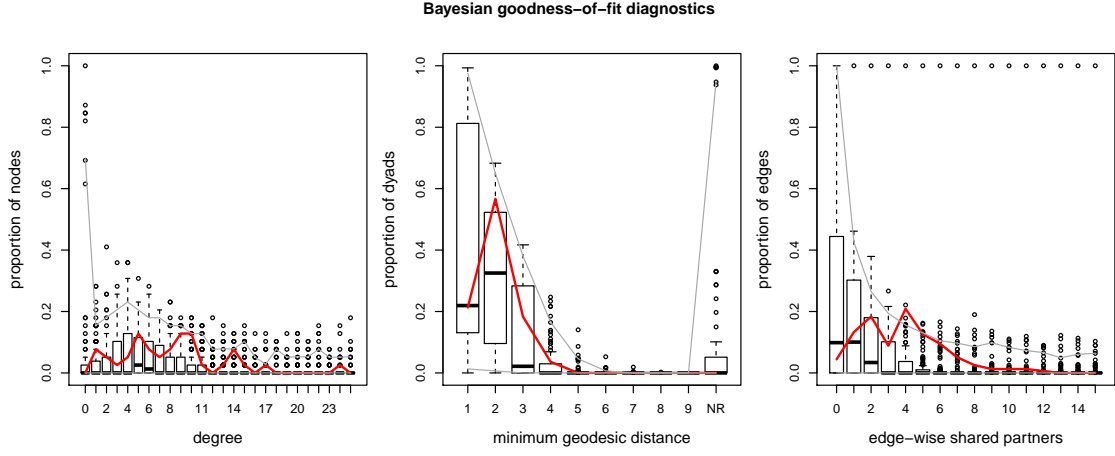 Bayesian goodness−of−fit diagnostics
proportion of nodes
0.0 0.2 0.4 0.6 0.8 1.0
0 2 4 6 8 11 14 17 20 23
degree
proportion of dyads
0.0 0.2 0.4 0.6 0.8 1.0
1 2 3 4 5 6 7 8 9 NR
minimum geodesic distance
proportion of edges
0.0 0.2 0.4 0.6 0.8 1.0
0 2 4 6 8 10 12 14
edge−wise shared partners